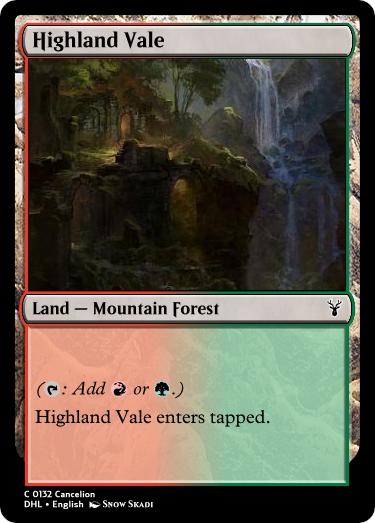 Highland Vale
Land — Mountain Forest
(: Add or .)
Highland Vale enters tapped.
C 0132 Cancelion
DHL • English Snow Skadi